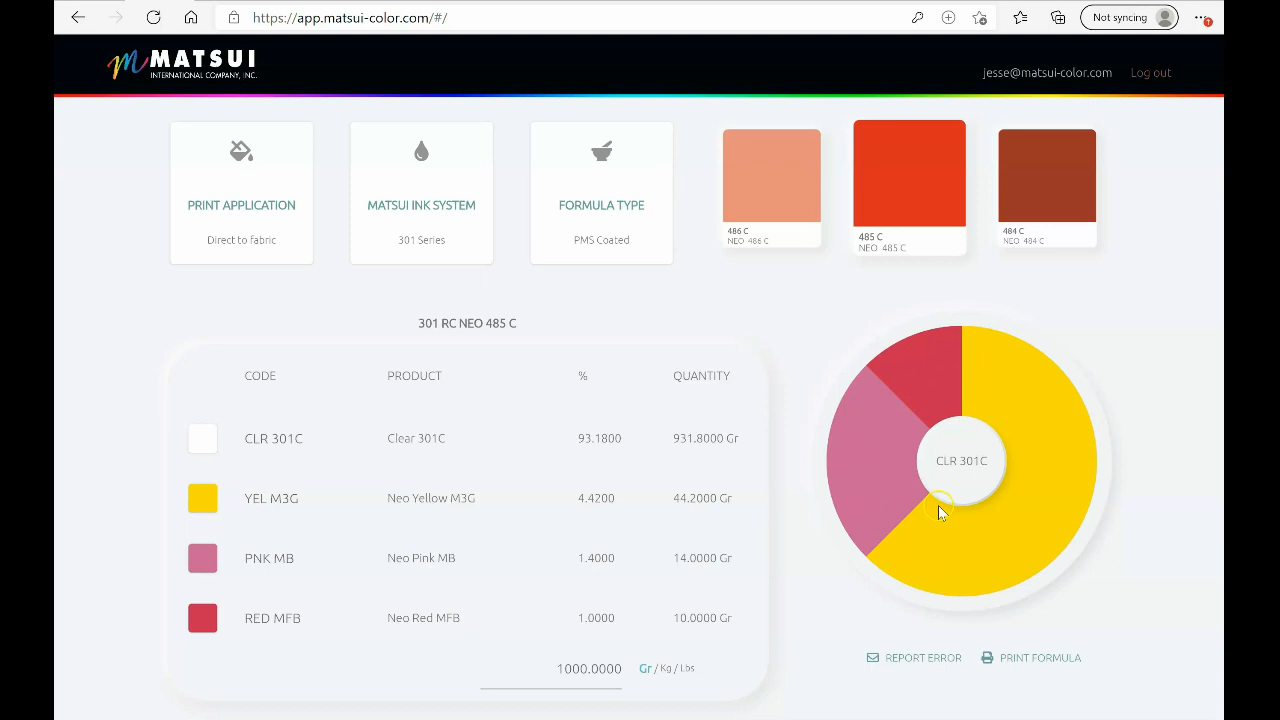 https://app.matsui-color.com/#/
Not syncing
MATSUI
INTERNATIONAL COMPANY, INC.
jesse@matsui-color.com
Log out
PRINT APPLICATION
Direct to fabric
MATSUI INK SYSTEM
301 Series
FORMULA TYPE
PMS Coated
486 C
NEO 486 C
485 C
NEO 485 C
484 C
NEO 484 C
301 RC NEO 485 C
CODE PRODUCT % QUANTITY
CLR 301C Clear 301C 93.1800 931.8000 Gr
YEL M3G Neo Yellow M3G 4.4200 44.2000 Gr
PNK MB Neo Pink MB 1.4000 14.0000 Gr
RED MFB Neo Red MFB 1.0000 10.0000 Gr
1000.0000 Gr / Kg / Lbs
CLR 301C
REPORT ERROR
PRINT FORMULA